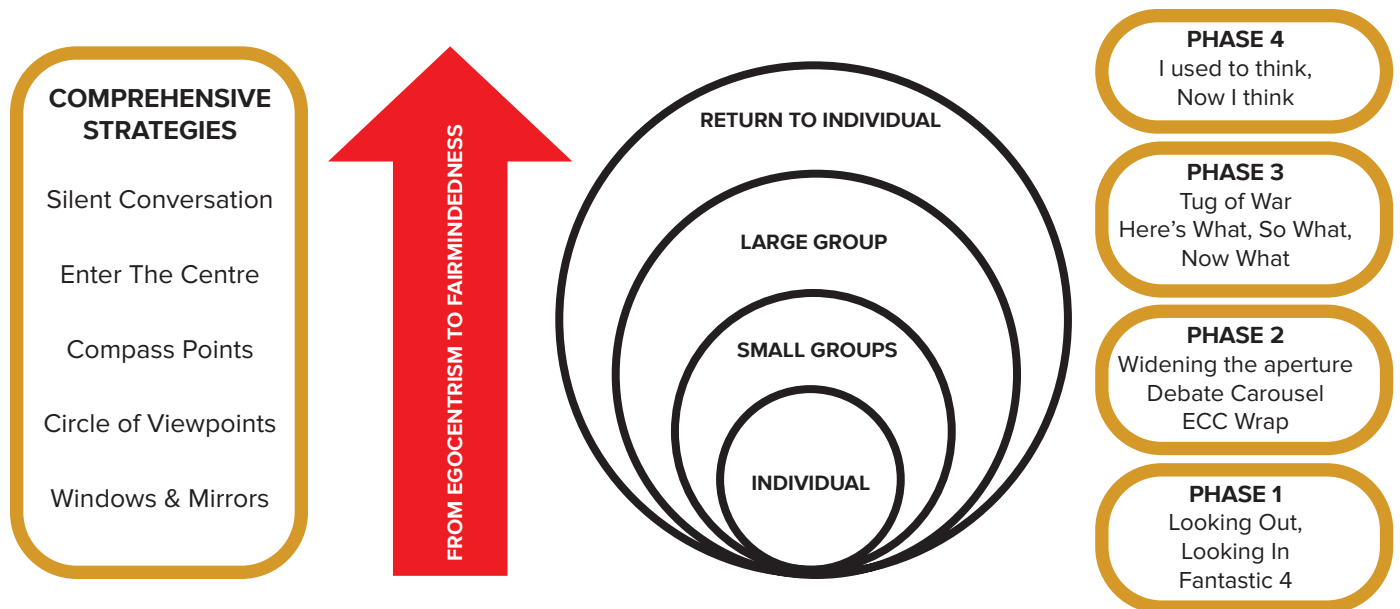 COMPREHENSIVE
STRATEGIES
Silent Conversation
Enter The Centre
Compass Points
Circle of Viewpoints
Windows & Mirrors
FROM EGOCENTRISM TO FAIRMINDEDNESS
RETURN TO INDIVIDUAL
LARGE GROUP
SMALL GROUPS
INDIVIDUAL
PHASE 4
I used to think,
Now I think
PHASE 3
Tug of War
Here’s What, So What,
Now What
PHASE 2
Widening the aperture
Debate Carousel
ECC Wrap
PHASE 1
Looking Out,
Looking In
Fantastic 4